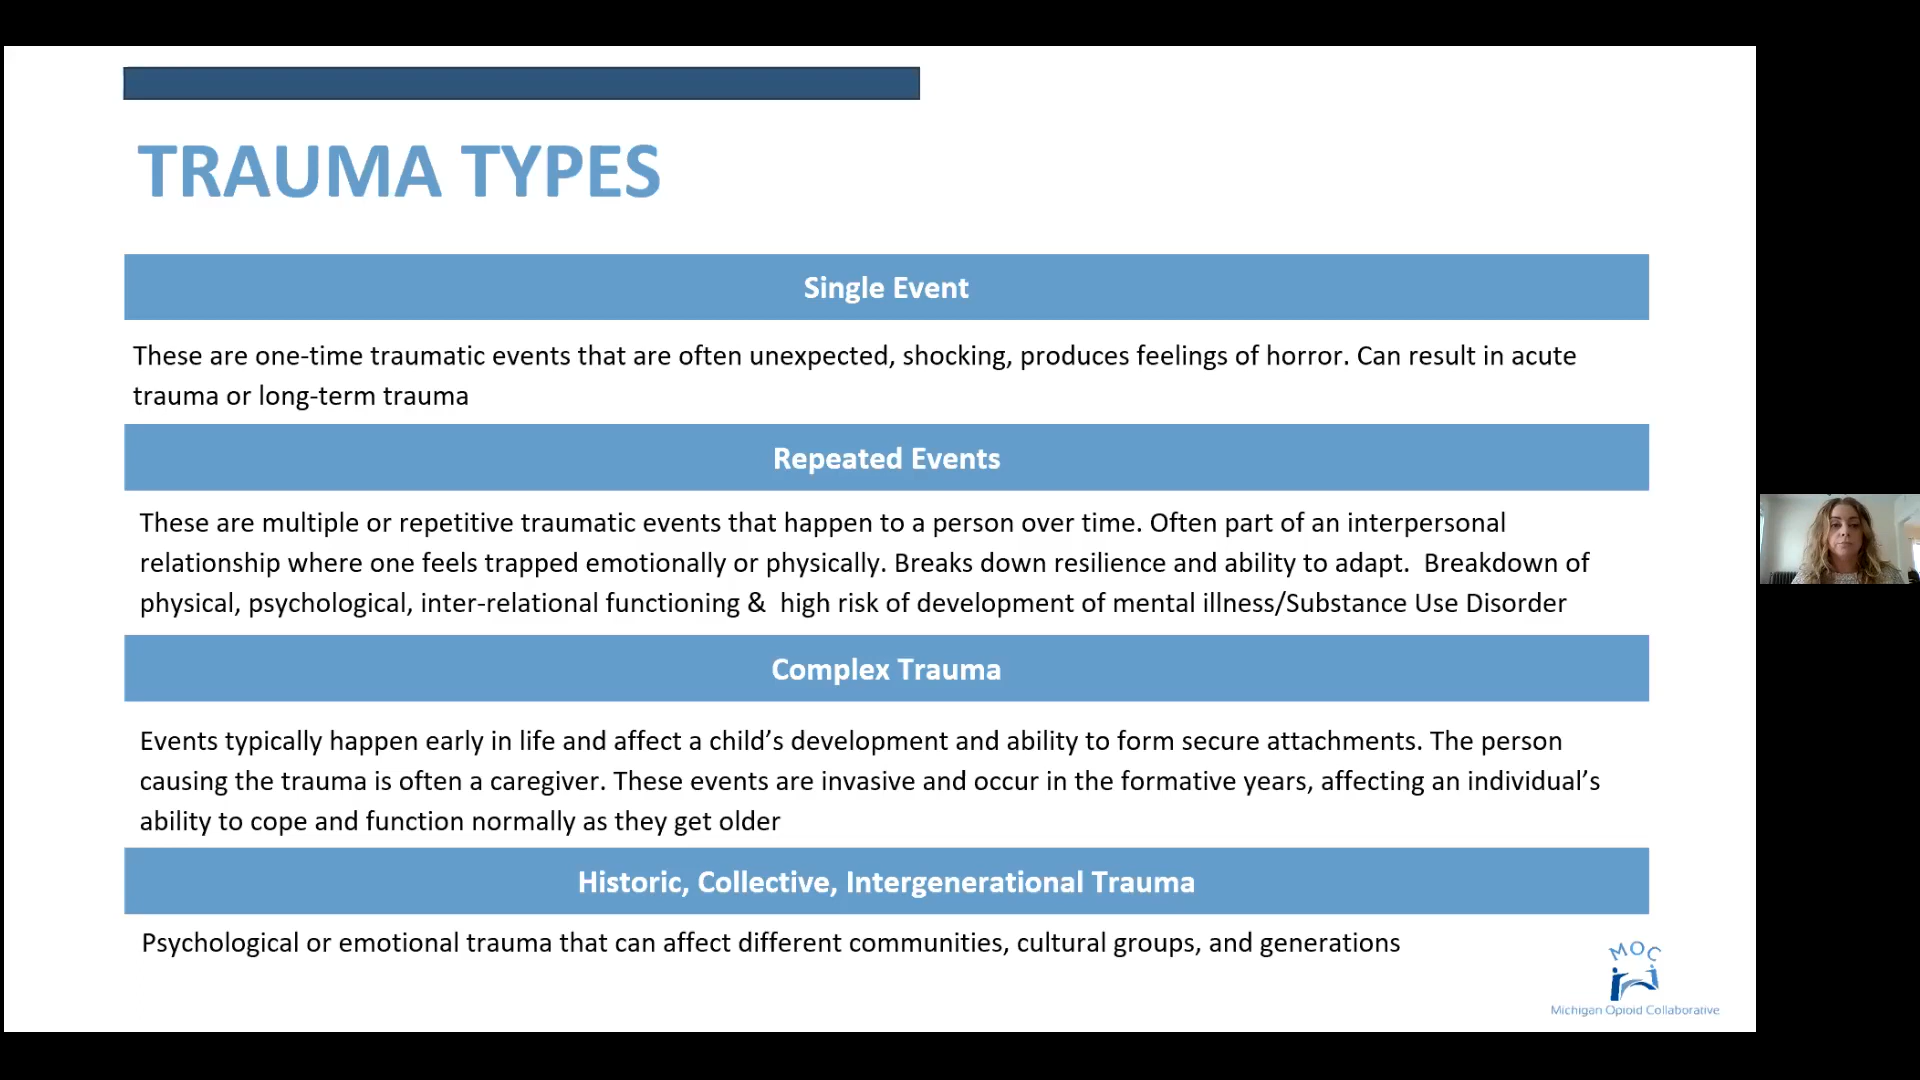 TRAUMA TYPES
Single Event
These are one-time traumatic events that are often unexpected, shocking, produces feelings of horror. Can result in acute
trauma or long-term trauma
Repeated Events
These are multiple or repetitive traumatic events that happen to a person over time. Often part of an interpersonal
relationship where one feels trapped emotionally or physically. Breaks down resilience and ability to adapt.  Breakdown of
physical, psychological, inter-relational functioning &  high risk of development of mental illness/Substance Use Disorder
Complex Trauma
Events typically happen early in life and affect a child’s development and ability to form secure attachments. The person
causing the trauma is often a caregiver. These events are invasive and occur in the formative years, affecting an individual’s
ability to cope and function normally as they get older
Historic, Collective, Intergenerational Trauma
Psychological or emotional trauma that can affect different communities, cultural groups, and generations
MOC
Michigan Opioid Collaborative